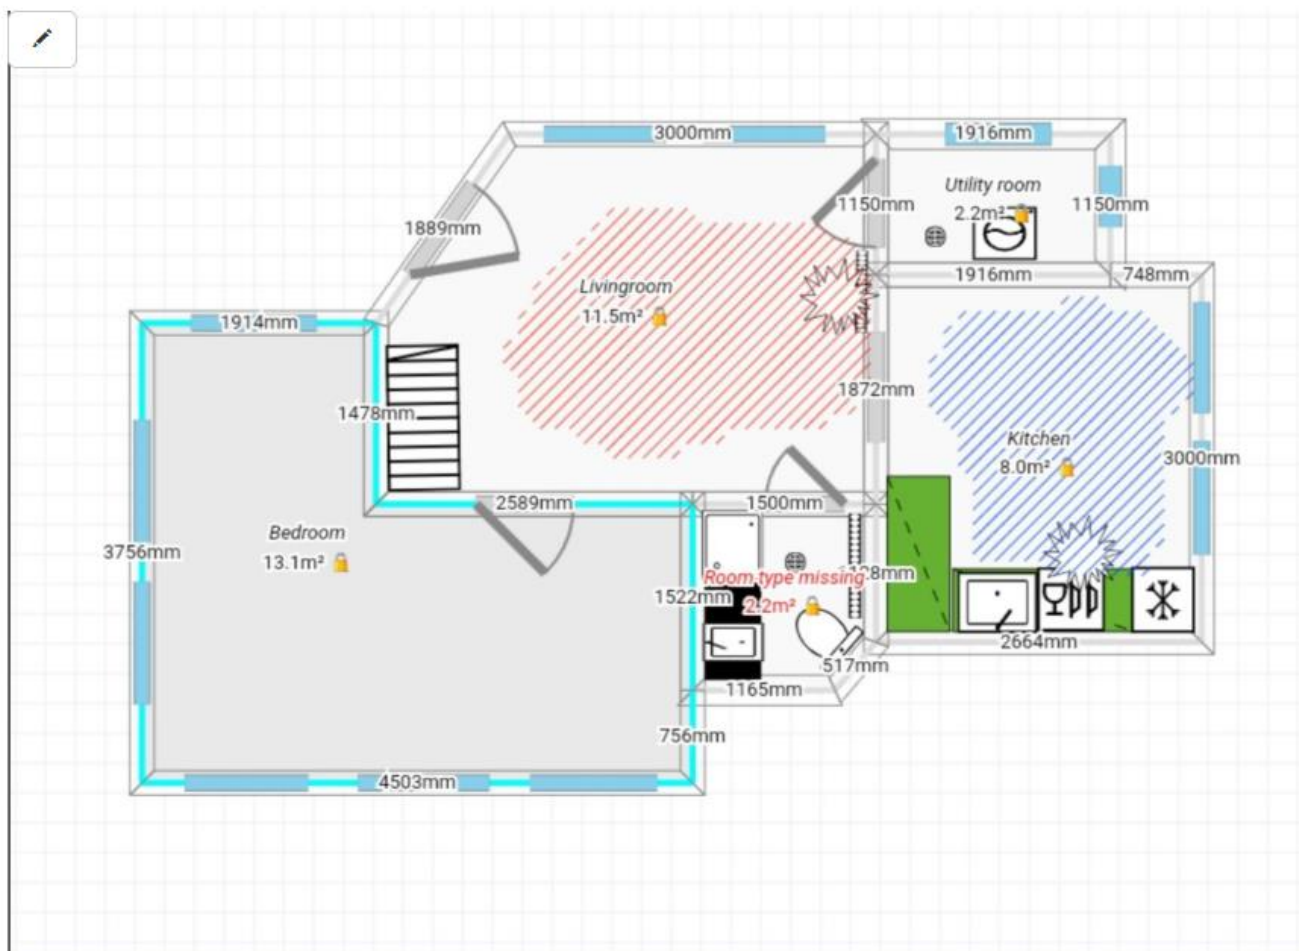 3000mm
1916mm
Utility room
2.2m²
1150mm
1150mm
1889mm
1916mm
748mm
Livingroom
11.5m²
1914mm
1872mm
1478mm
Kitchen
8.0m²
3000mm
2589mm
1500mm
Bedroom
13.1m²
3756mm
Room type missing
2.2m²
1522mm
2664mm
517mm
1165mm
756mm
4503mm